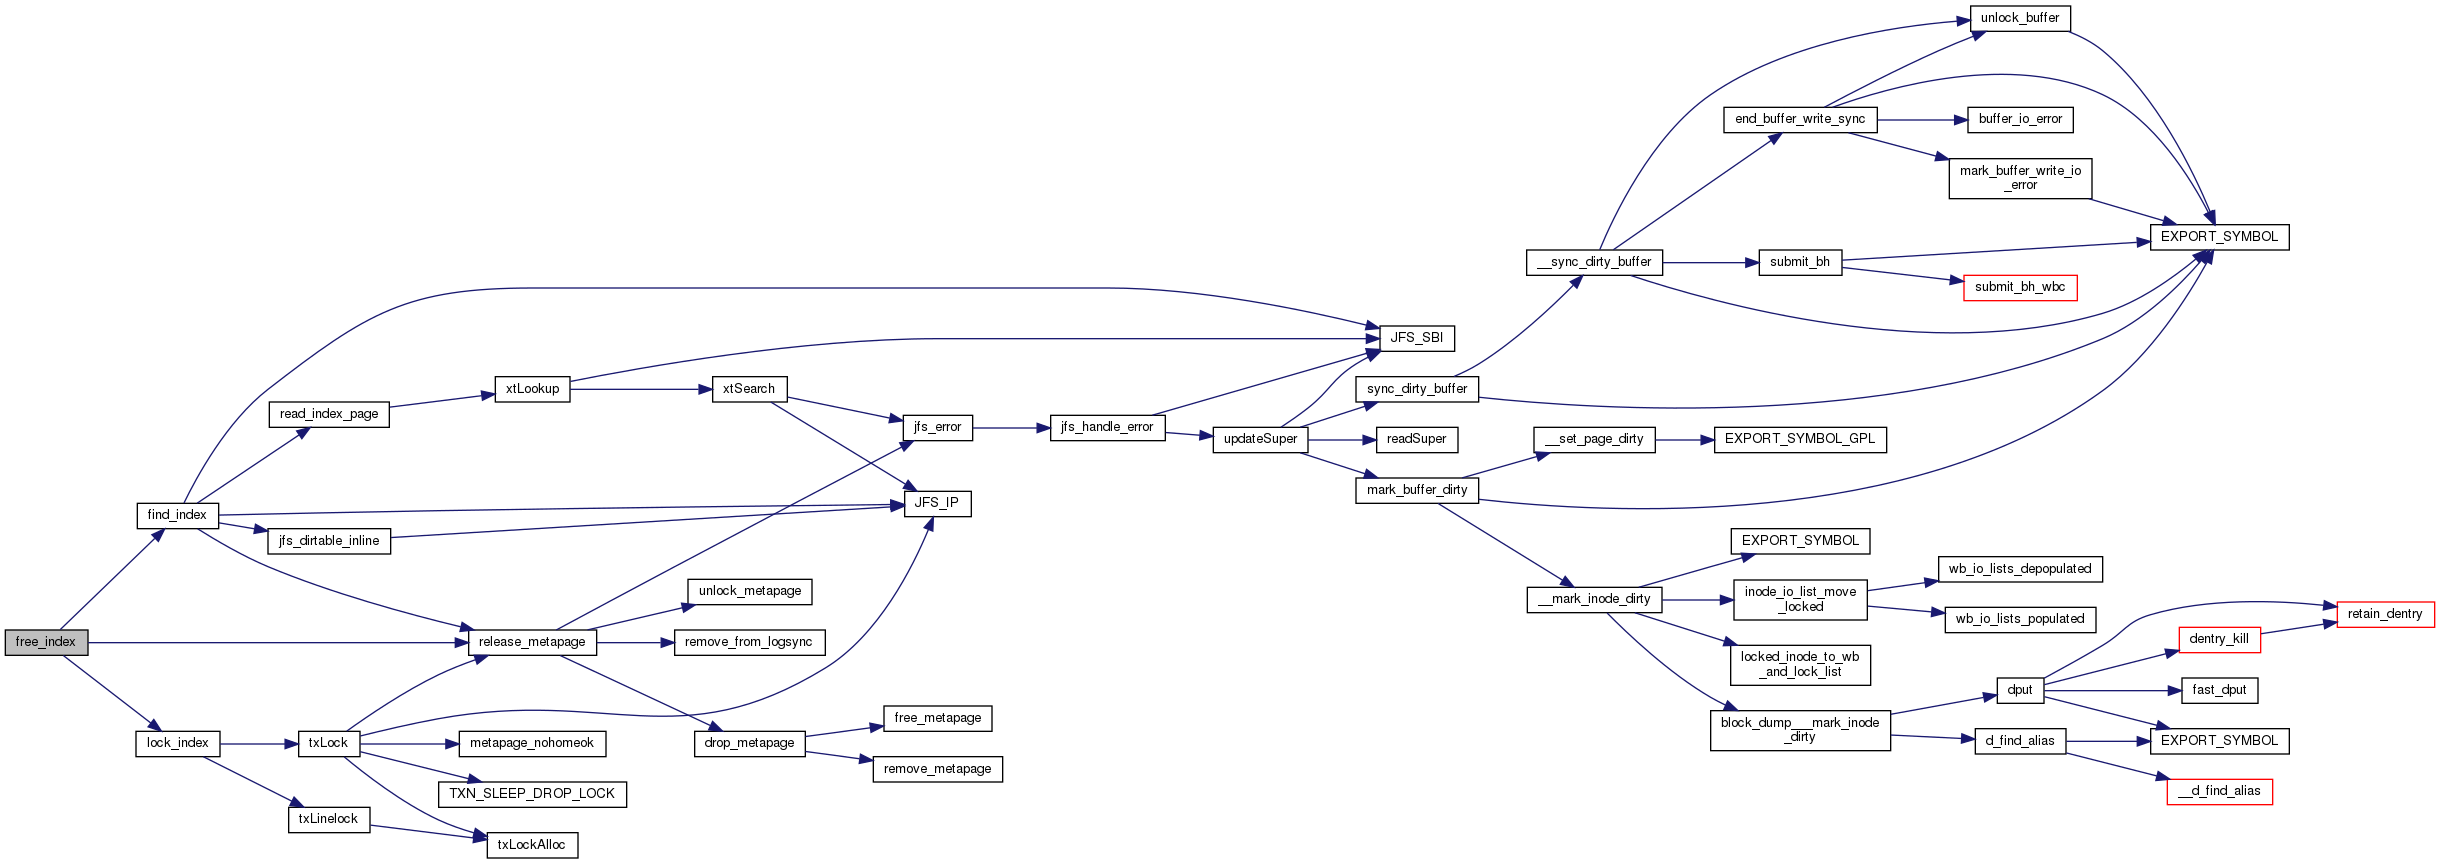 unlock_buffer
end_buffer_write_sync
buffer_io_error
mark_buffer_write_io
_error
EXPORT_SYMBOL
__sync_dirty_buffer
submit_bh
submit_bh_wbc
JFS_SBI
xtLookup
xtSearch
sync_dirty_buffer
read_index_page
jfs_error
jfs_handle_error
updateSuper
readSuper
__set_page_dirty
EXPORT_SYMBOL_GPL
mark_buffer_dirty
find_index
JFS_IP
jfs_dirtable_inline
EXPORT_SYMBOL
wb_io_lists_depopulated
unlock_metapage
__mark_inode_dirty
inode_io_list_move
_locked
wb_io_lists_populated
retain_dentry
free_index
release_metapage
remove_from_logsync
dentry_kill
locked_inode_to_wb
_and_lock_list
dput
fast_dput
free_metapage
block_dump___mark_inode
_dirty
lock_index
txLock
metapage_nohomeok
drop_metapage
d_find_alias
EXPORT_SYMBOL
remove_metapage
TXN_SLEEP_DROP_LOCK
__d_find_alias
txLinelock
txLockAlloc